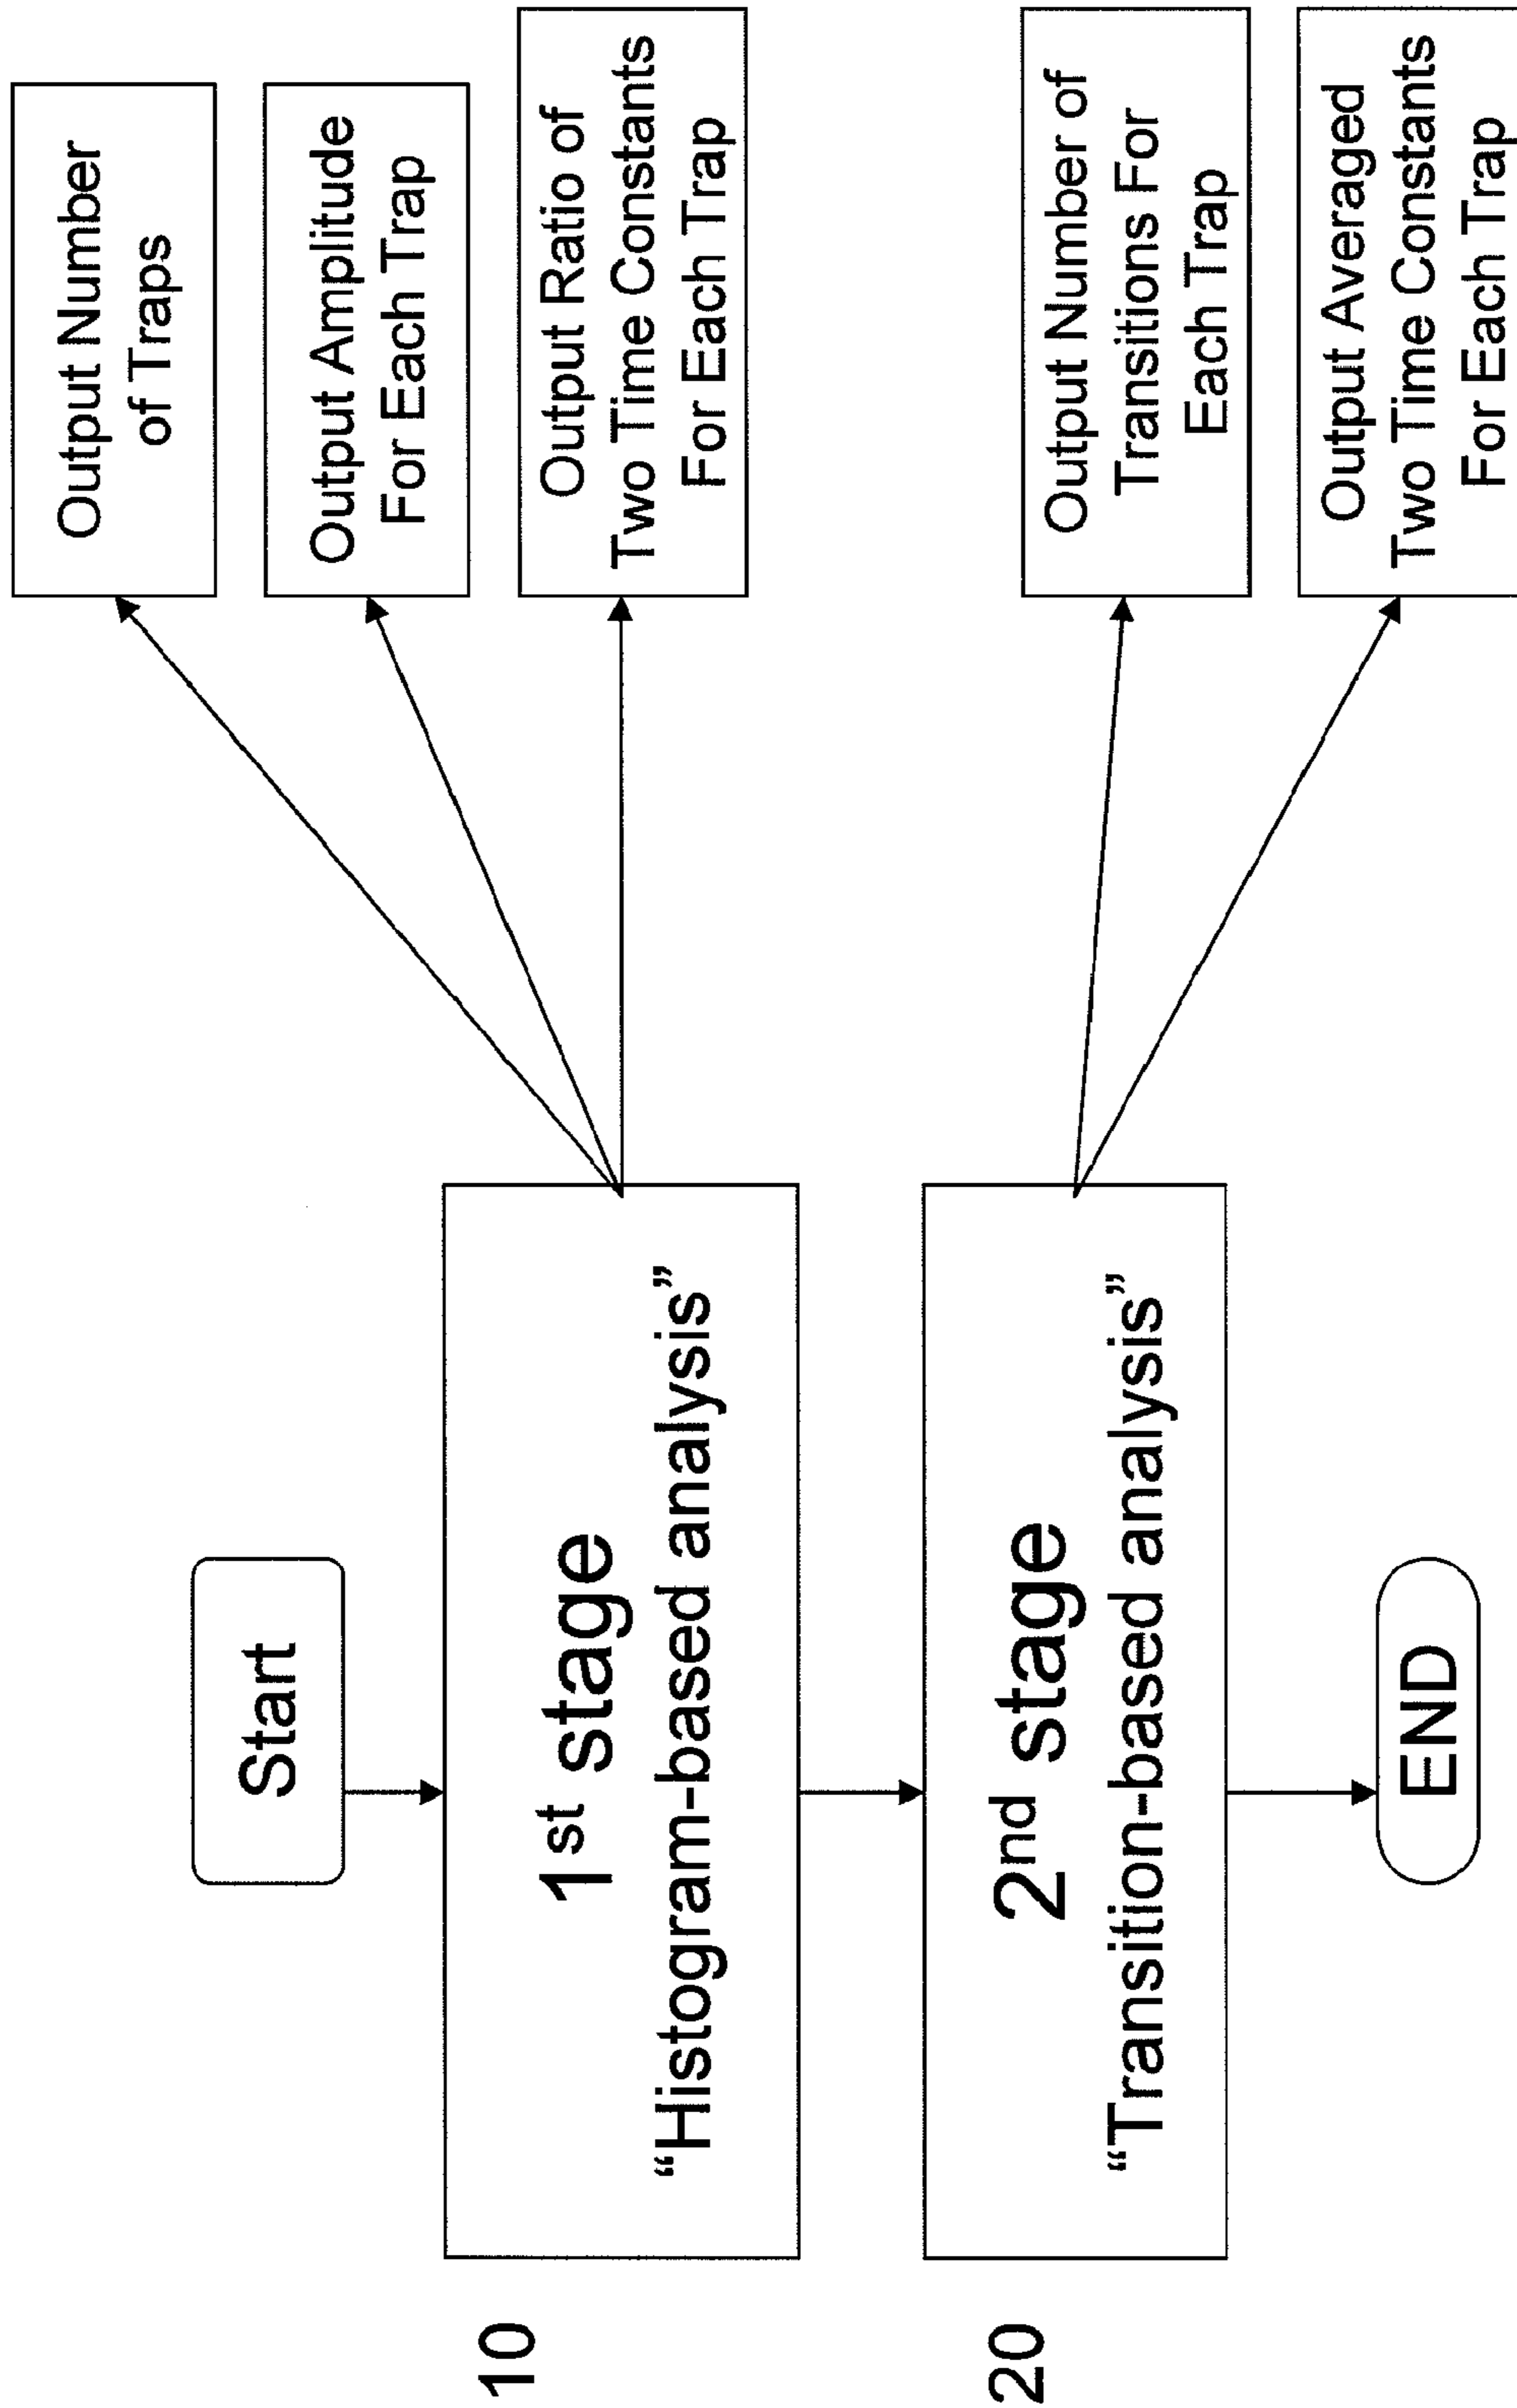 Start
10
1st stage
“Histogram-based analysis”
Output Number
of Traps
Output Amplitude
For Each Trap
Output Ratio of
Two Time Constants
For Each Trap
20
2nd stage
“Transition-based analysis”
Output Number of
Transitions For
Each Trap
Output Averaged
Two Time Constants
For Each Trap
END